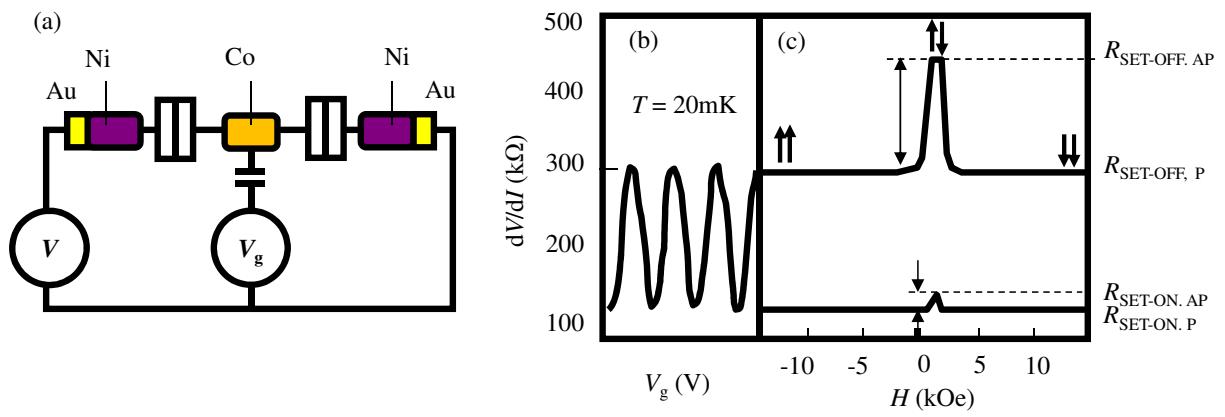 (a)
Ni
Co
Ni
Au
Au
V
Vg
500
400
300
200
100
dV/dI (kΩ)
(b)
T = 20mK
Vg (V)
(c)
-10
-5
0
5
10
H (kOe)
RSET-OFF. AP
RSET-OFF, P
RSET-ON. AP
RSET-ON. P